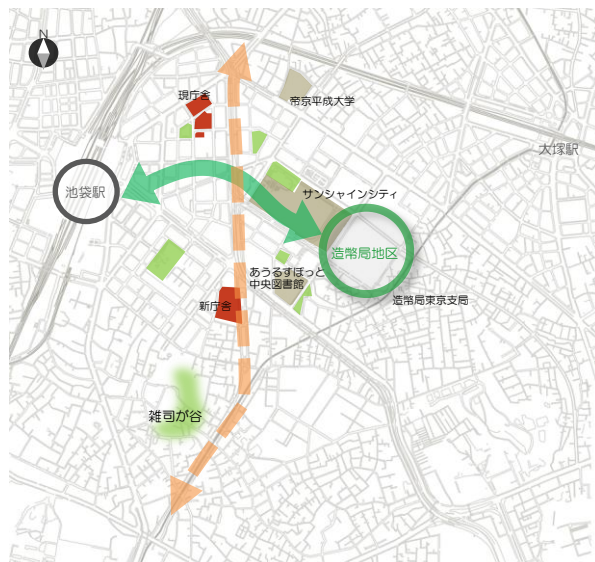 N
現庁舎
帝京平成大学
大塚駅
池袋駅
サンシャインシティ
造幣局地区
あうるすぽっと
中央図書館
造幣局東京支局
新庁舎
雑司が谷